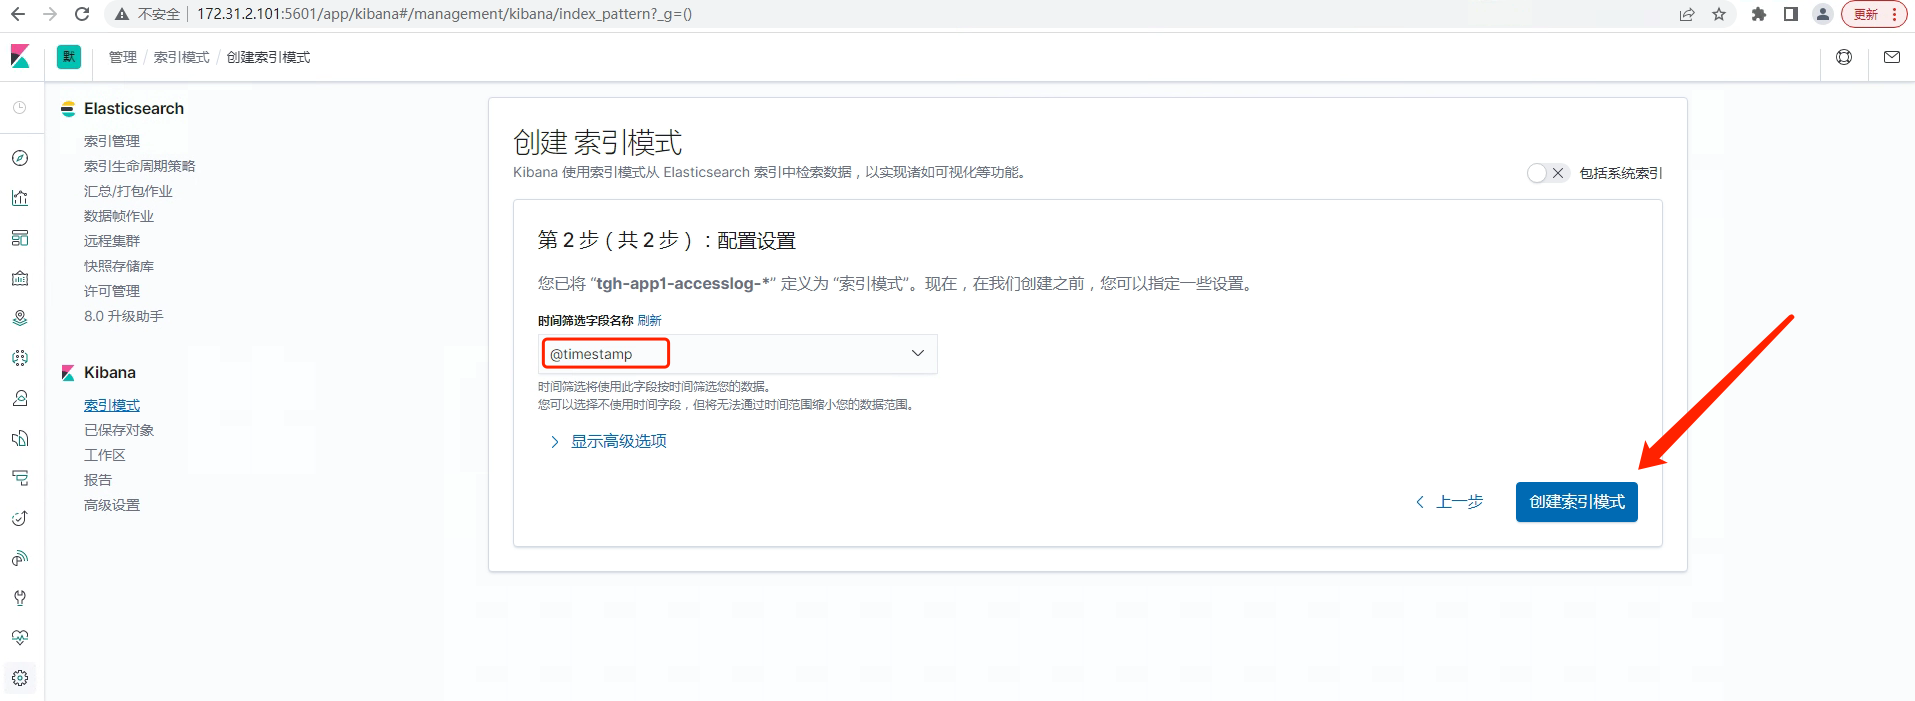 不安全 172.31.2.101:5601/app/kibana#/management/kibana/index_pattern?_g=()
更新
默 管理 / 索引模式 / 创建索引模式
Elasticsearch
索引管理
索引生命周期策略
汇总/打包作业
数据帧作业
远程集群
快照存储库
许可管理
8.0 升级助手
Kibana
索引模式
已保存对象
工作区
报告
高级设置
创建 索引模式
Kibana 使用索引模式从 Elasticsearch 索引中检索数据，以实现诸如可视化等功能。
包括系统索引
第 2 步（共 2 步）：配置设置
您已将 “tgh-app1-accesslog-*” 定义为 “索引模式”。现在，在我们创建之前，您可以指定一些设置。
时间筛选字段名称 刷新
@timestamp
时间筛选将使用此字段按时间筛选您的数据。
您可以选择不使用时间字段，但将无法通过时间范围缩小您的数据范围。
显示高级选项
上一步
创建索引模式